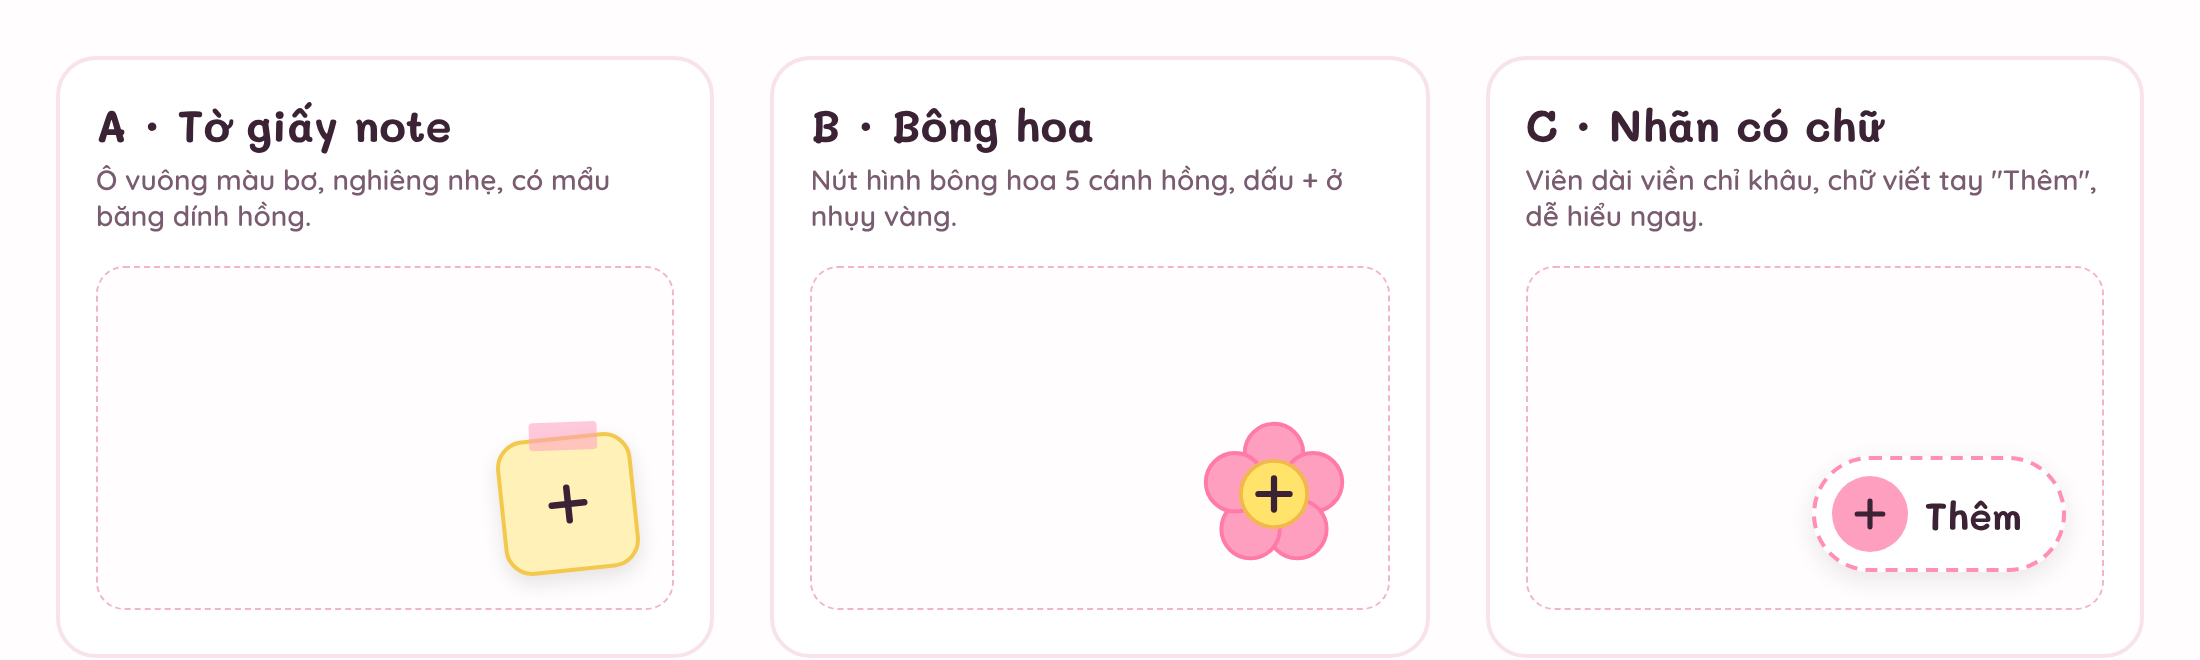 A · Tờ giấy note
Ô vuông màu bơ, nghiêng nhẹ, có mẩu
băng dính hồng.
+
B · Bông hoa
Nút hình bông hoa 5 cánh hồng, dấu + ở
nhụy vàng.
+
C · Nhãn có chữ
Viên dài viền chỉ khâu, chữ viết tay "Thêm",
dễ hiểu ngay.
+ Thêm